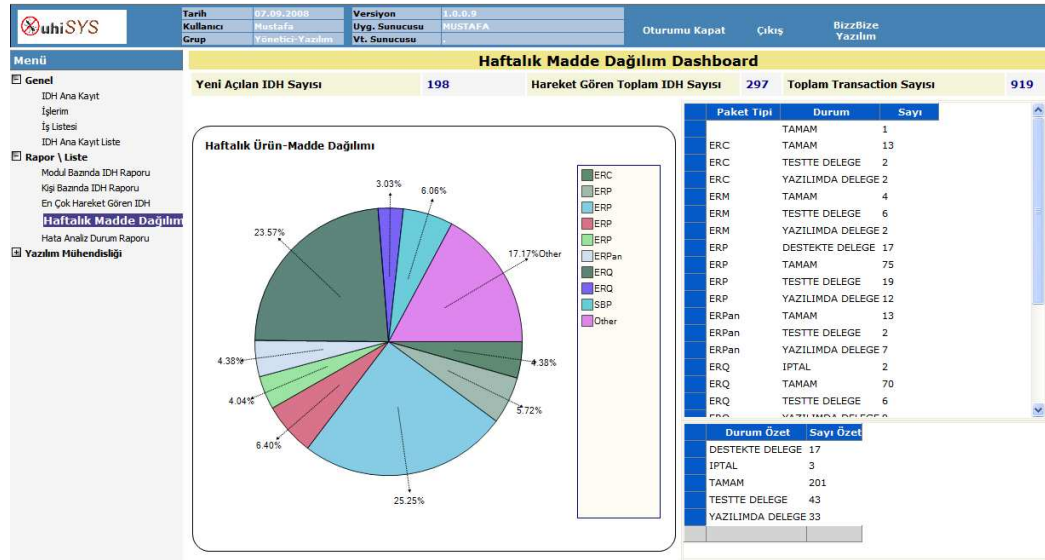 RuhiSYS
Tarih 07.09.2008 Versiyon 1.0.0.9
Kullanıcı Mustafa Uyg. Sunucusu MUSTAFA
Grup Yönetici-Yazılım Vt. Sunucusu .
Oturumu Kapat Çıkış BizzBize Yazılım
Menü
Genel
IDH Ana Kayıt
İşlerim
İş Listesi
IDH Ana Kayıt Liste
Rapor \ Liste
Modul Bazında IDH Raporu
Kişi Bazında IDH Raporu
En Çok Hareket Gören IDH
Haftalık Madde Dağılım
Hata Analiz Durum Raporu
Yazılım Mühendisliği
Haftalık Madde Dağılım Dashboard
Yeni Açılan IDH Sayısı 198 Hareket Gören Toplam IDH Sayısı 297 Toplam Transaction Sayısı 919
Haftalık Ürün-Madde Dağılımı
3.03%
6.06%
23.57%
17.17%Other
4.38%
4.38%
4.04%
5.72%
6.40%
25.25%
ERC
ERP
ERP
ERP
ERP
ERPan
ERQ
ERQ
SBP
Other
Paket Tipi Durum Sayı
TAMAM 1
ERC TAMAM 13
ERC TESTTE DELEGE 2
ERC YAZILIMDA DELEGE 2
ERM TAMAM 4
ERM TESTTE DELEGE 6
ERM YAZILIMDA DELEGE 2
ERP DESTEKTE DELEGE 17
ERP TAMAM 75
ERP TESTTE DELEGE 19
ERP YAZILIMDA DELEGE 12
ERPan TAMAM 13
ERPan TESTTE DELEGE 2
ERPan YAZILIMDA DELEGE 7
ERQ IPTAL 2
ERQ TAMAM 70
ERQ TESTTE DELEGE 6
Durum Özet Sayı Özet
DESTEKTE DELEGE 17
IPTAL 3
TAMAM 201
TESTTE DELEGE 43
YAZILIMDA DELEGE 33